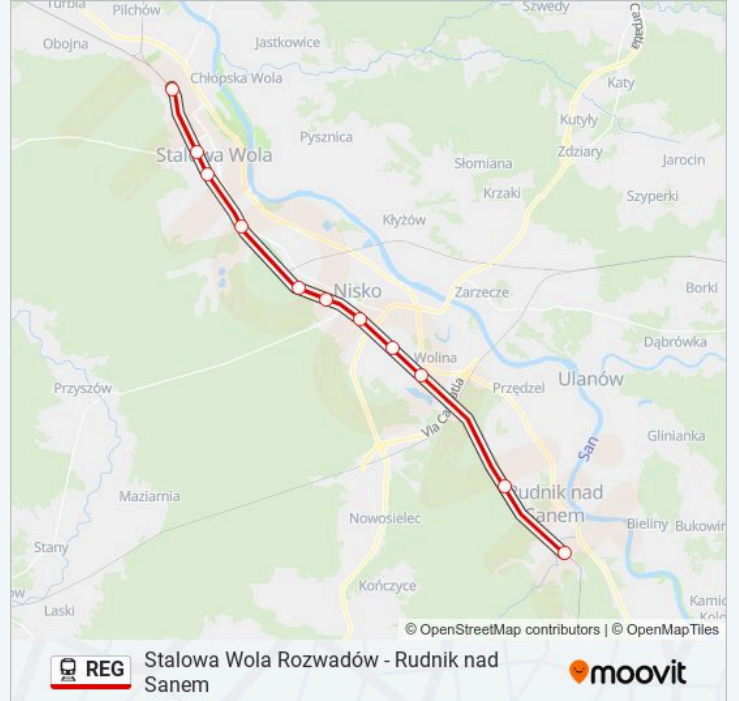 Turbia
Pilchów
Szwedy
Obojna
Jastkowice
Carpatia
Chłopska Wola
Katy
Kutyły
Pysznica
Stalowa Wola
Słomiana
Zdziary
Jarocin
Krzaki
Szyperki
Kłyżów
Nisko
Zarzecze
Borki
Dąbrówka
Wolina
Przyszów
Przędzel
Ulanów
Via Carpatia
Glinianka
San
Maziarnia
Rudnik nad
Sanem
Nowosielec
Bieliny
Stany
Kończyce
Laski
© OpenStreetMap contributors | © OpenMapTiles
REG
Stalowa Wola Rozwadów - Rudnik nad
Sanem
moovit